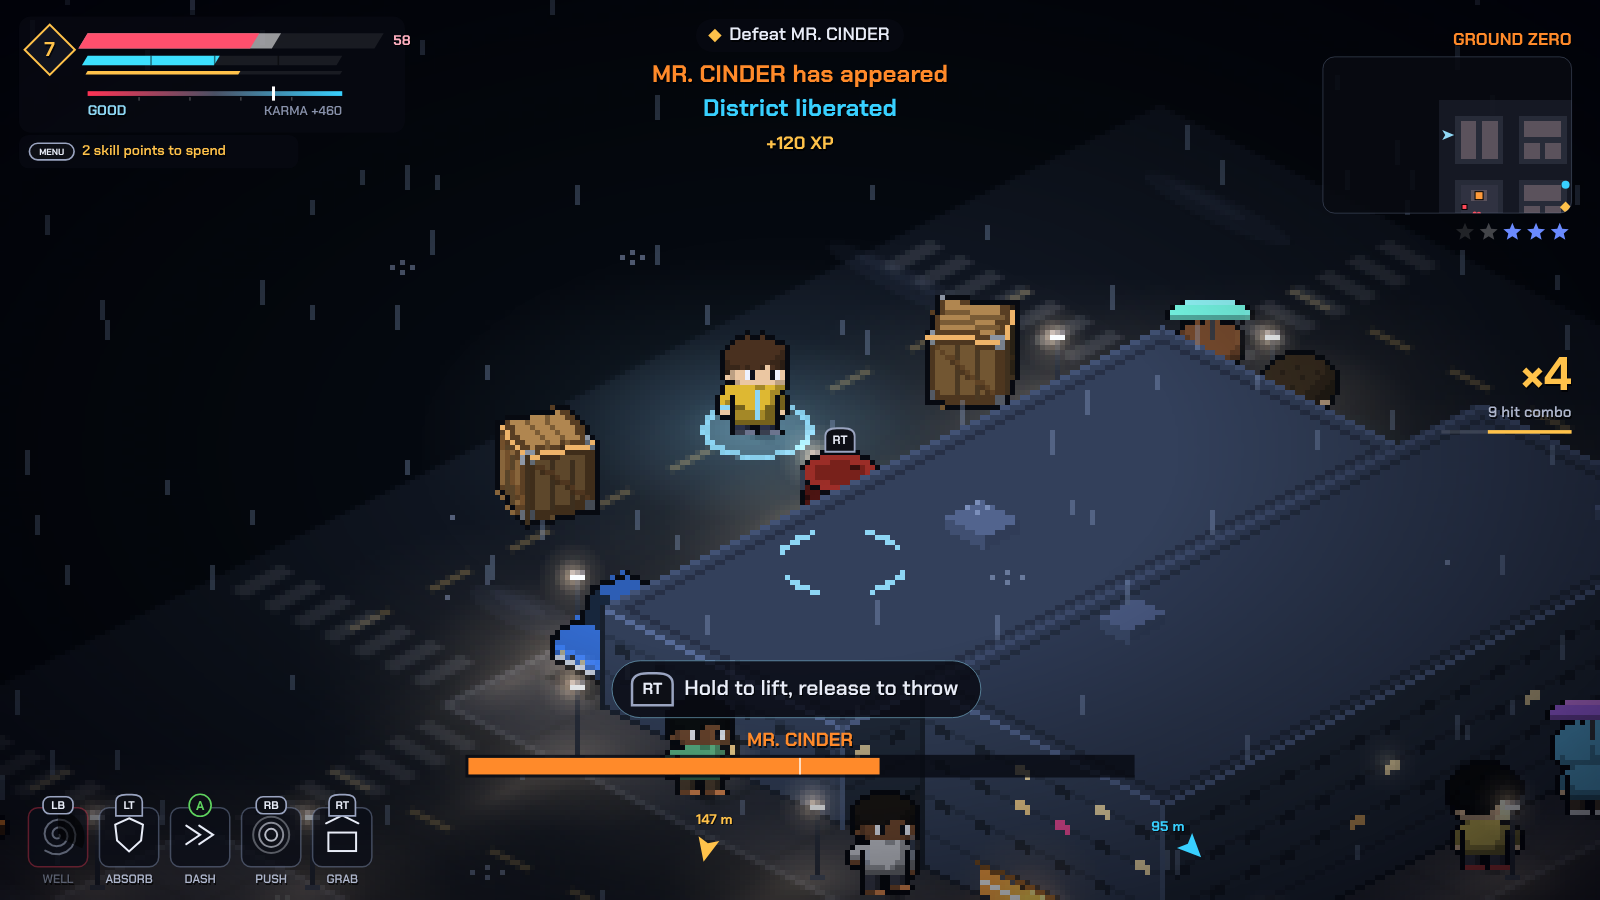 7
58
GOOD
KARMA +460
MENU
2 skill points to spend
Defeat MR. CINDER
MR. CINDER has appeared
District liberated
+120 XP
GROUND ZERO
×4
9 hit combo
RT
RT
Hold to lift, release to throw
MR. CINDER
147 m
95 m
LB
LT
A
RB
RT
WELL
ABSORB
DASH
PUSH
GRAB